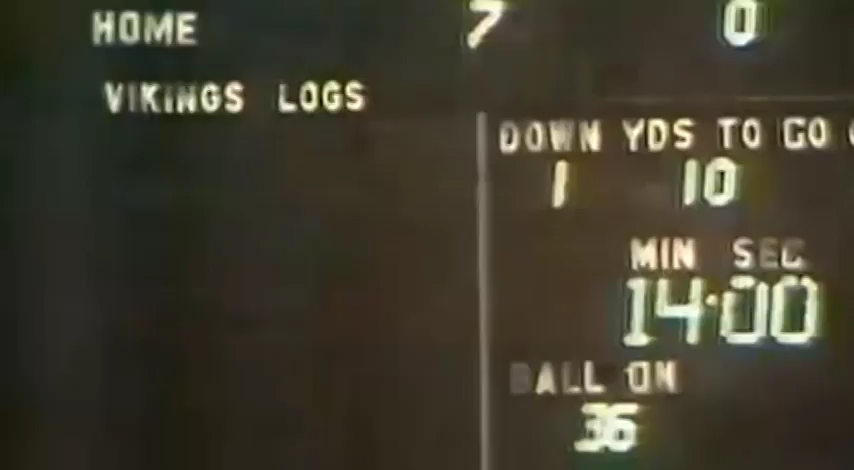 HOME 7 0
VIKINGS LOGS
DOWN YDS TO GO
1 10
MIN SEC
14:00
BALL ON
36